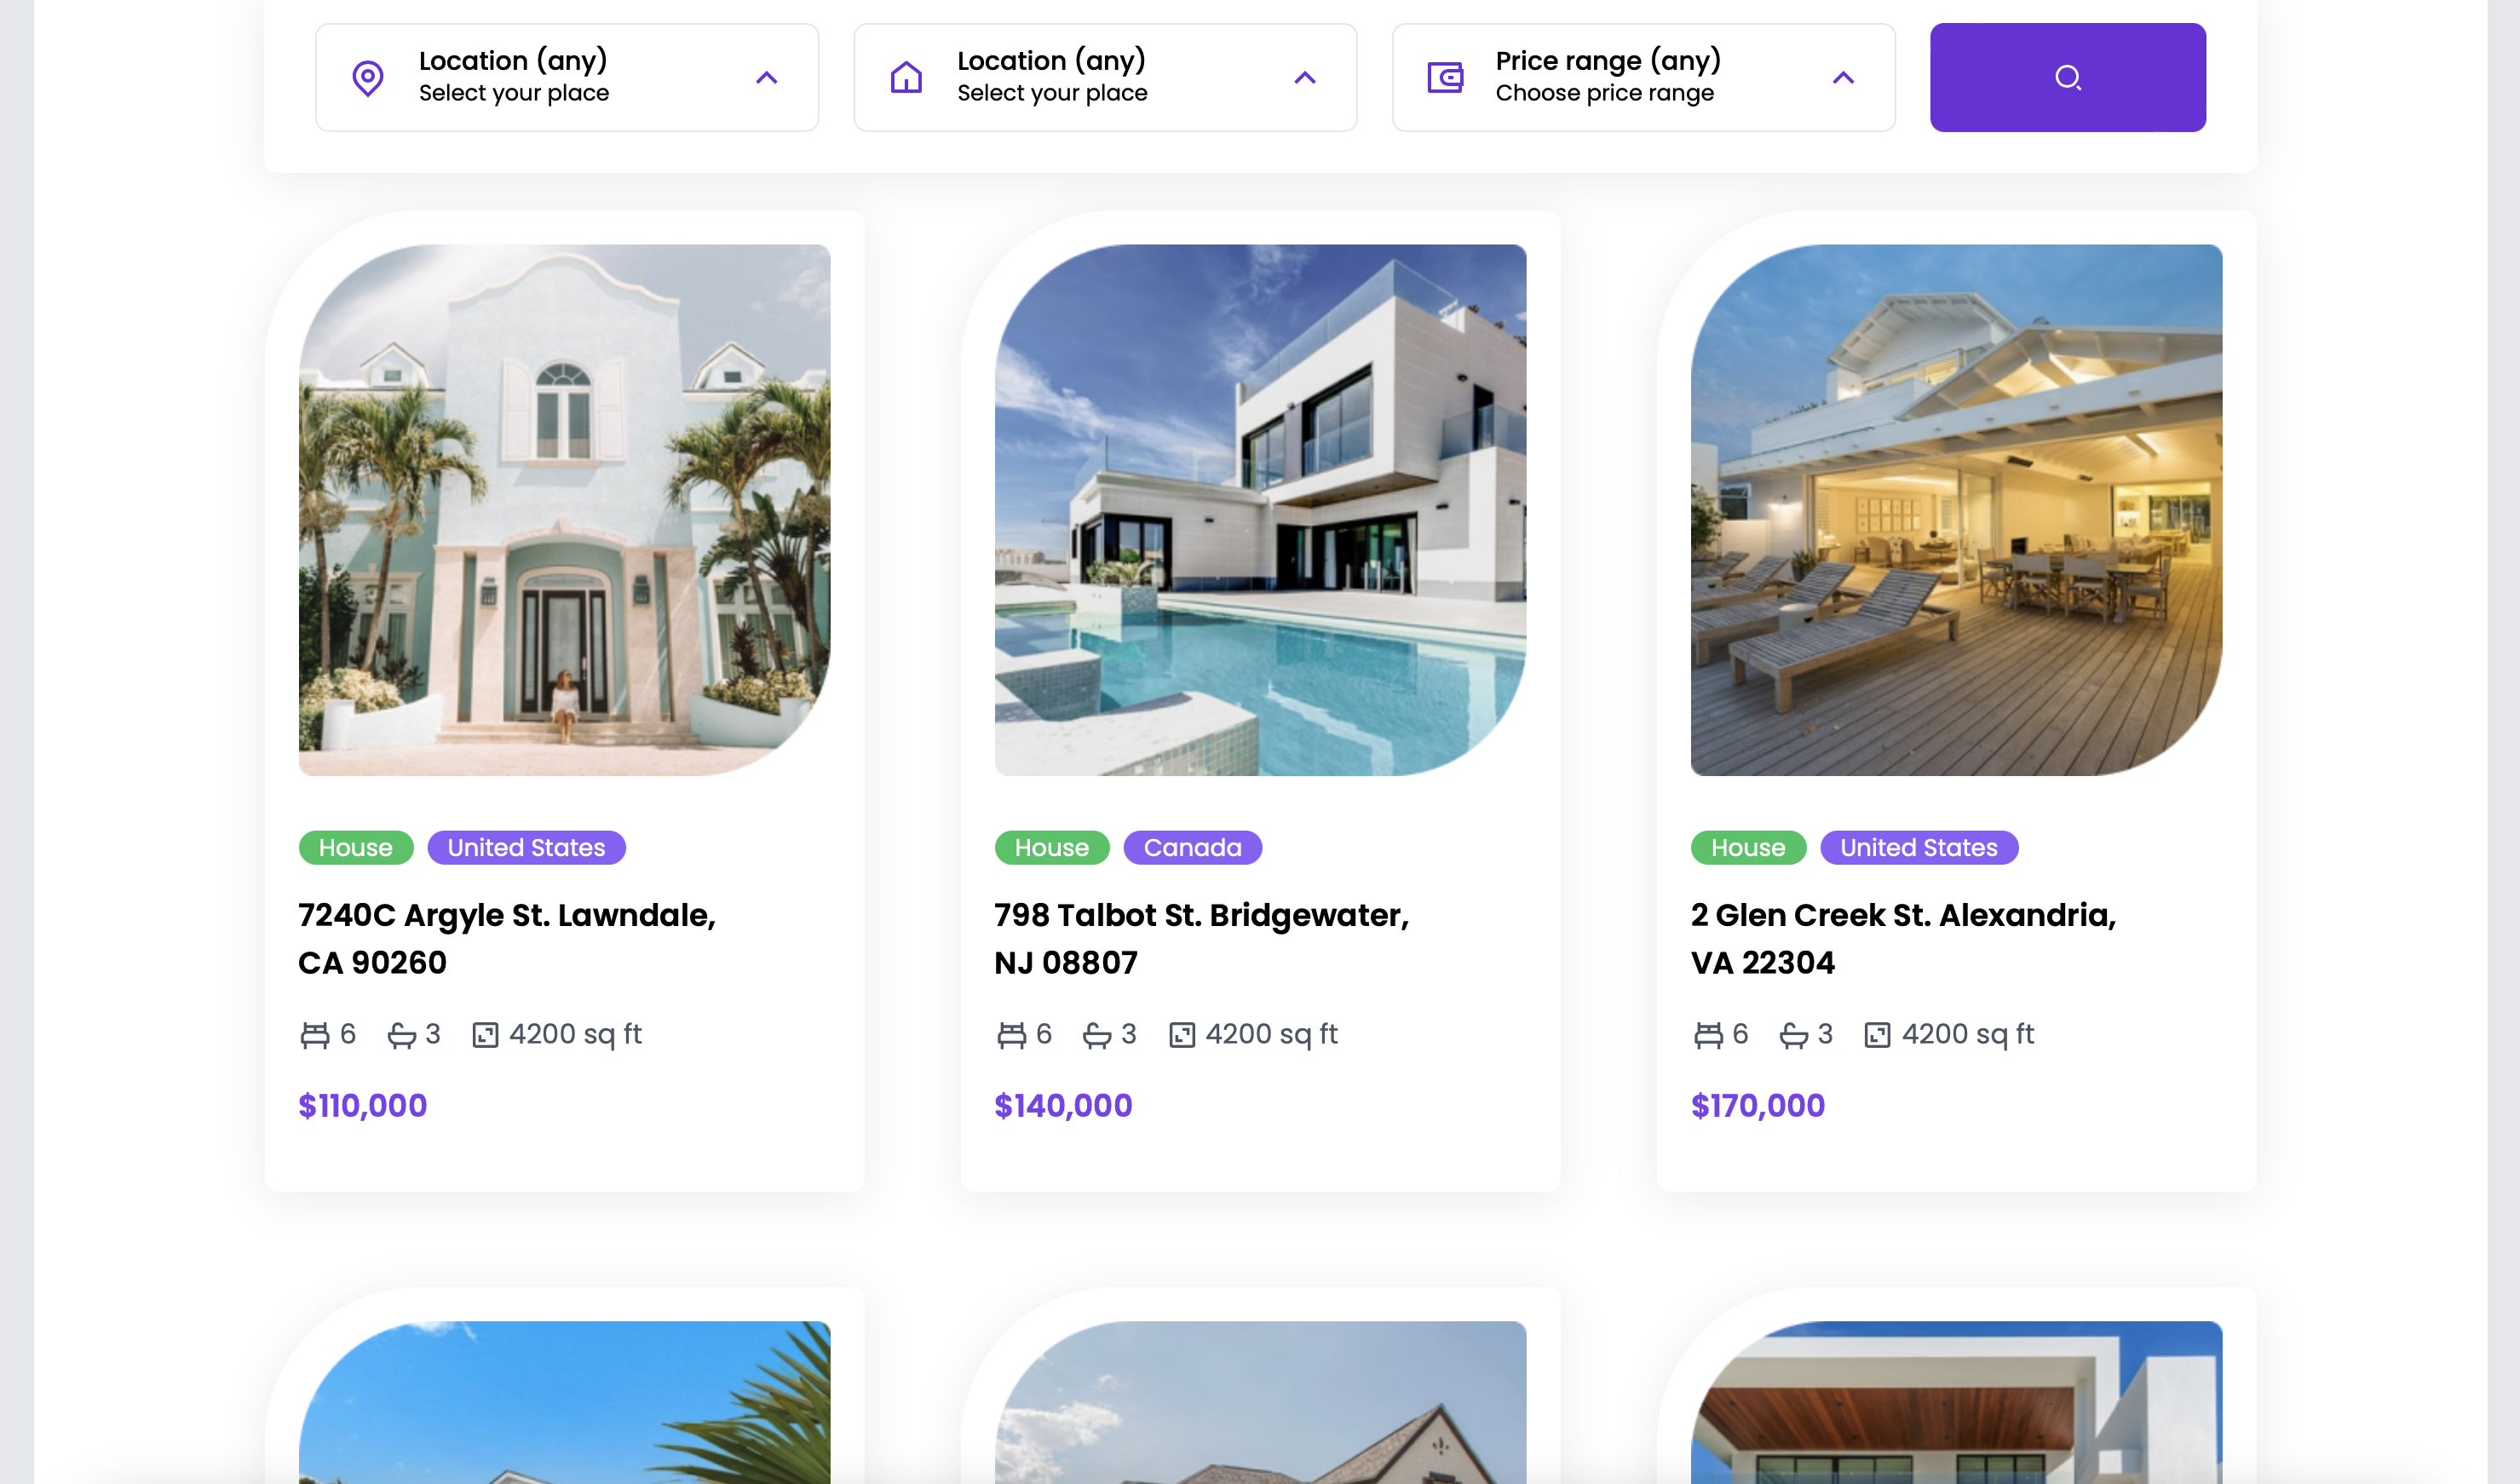 Location (any)
Select your place
Location (any)
Select your place
Price range (any)
Choose price range
House United States
7240C Argyle St. Lawndale,
CA 90260
6 3 4200 sq ft
$110,000
House Canada
798 Talbot St. Bridgewater,
NJ 08807
6 3 4200 sq ft
$140,000
House United States
2 Glen Creek St. Alexandria,
VA 22304
6 3 4200 sq ft
$170,000